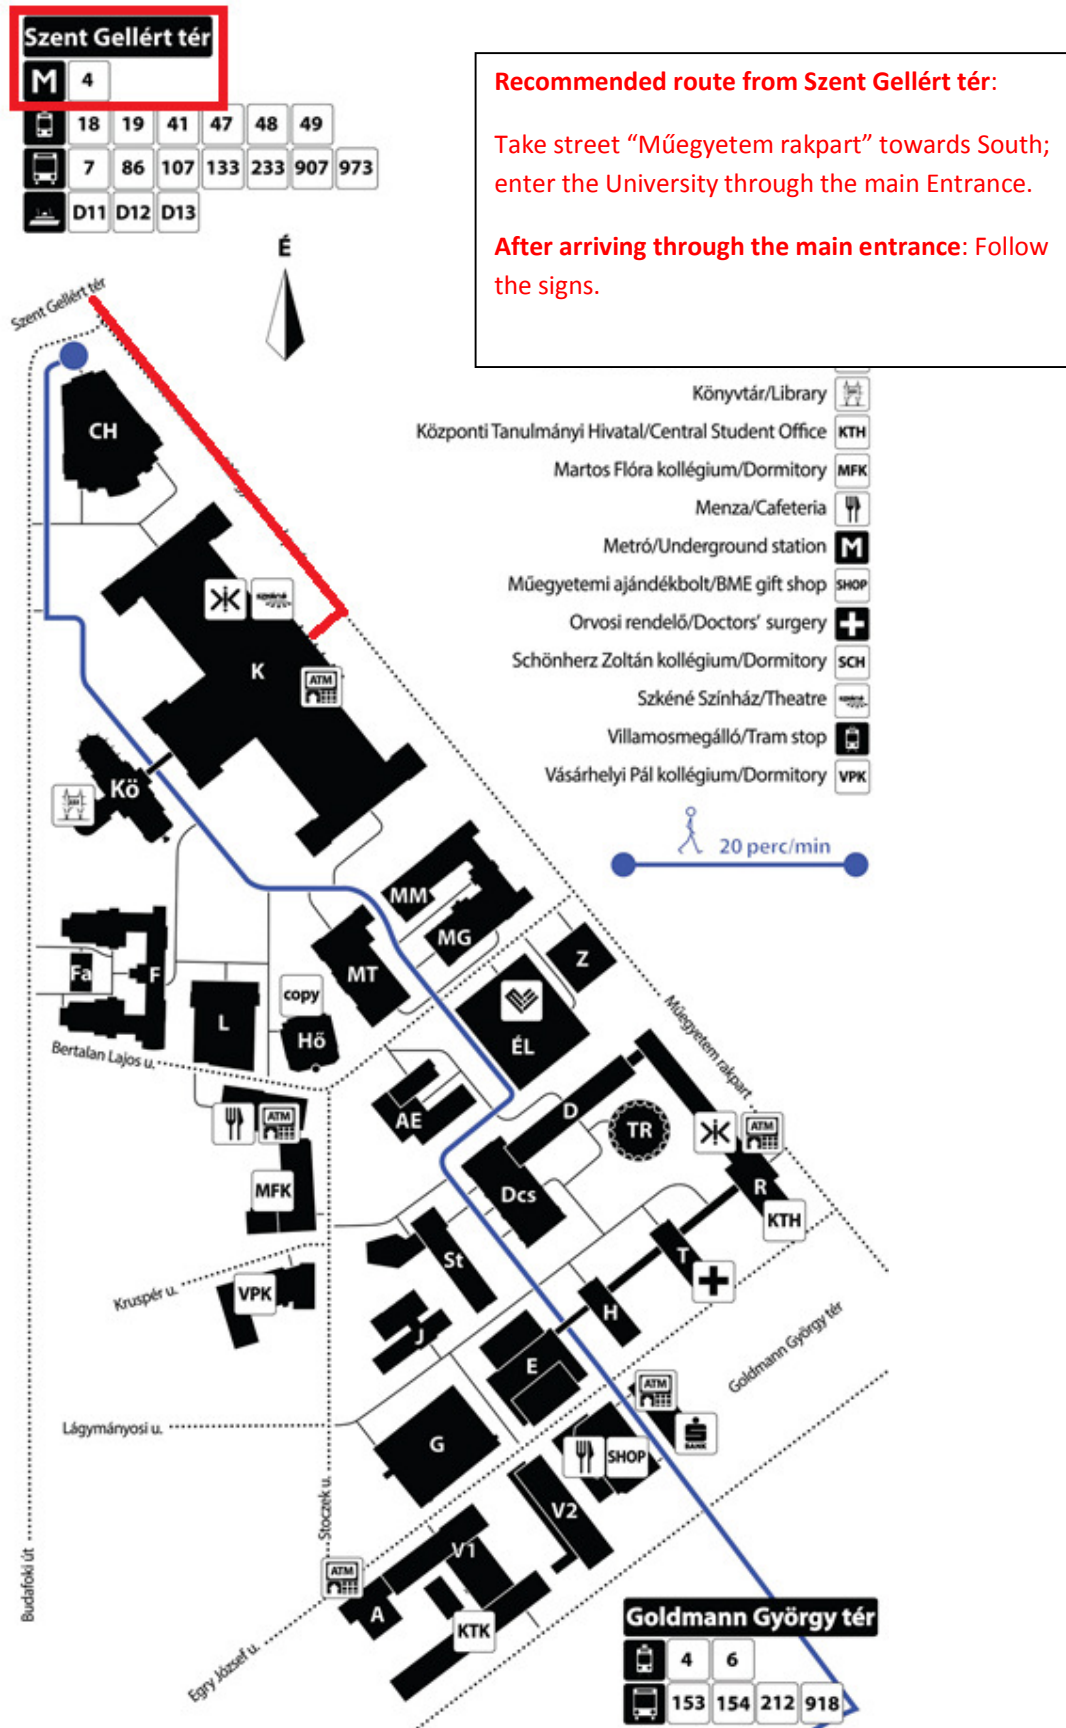 Szent Gellért tér
M 4
18 19 41 47 48 49
7 86 107 133 233 907 973
D11 D12 D13
Recommended route from Szent Gellért tér:
Take street “Műegyetem rakpart” towards South;
enter the University through the main Entrance.
After arriving through the main entrance: Follow
the signs.
É
Szent Gellért tér
Könyvtár/Library
Központi Tanulmányi Hivatal/Central Student Office KTH
Martos Flóra kollégium/Dormitory MFK
Menza/Cafeteria
Metró/Underground station M
Műegyetemi ajándékbolt/BME gift shop SHOP
Orvosi rendelő/Doctors' surgery
Schönherz Zoltán kollégium/Dormitory SCH
Szkéné Színház/Theatre szkéné
Villamosmegálló/Tram stop
Vásárhelyi Pál kollégium/Dormitory VPK
20 perc/min
CH
szkéné
K
ATM
Kö
MM
MG
MT
Z
Fa
F
L
copy
Hő
ÉL
Műegyetem rakpart
Bertalan Lajos u.
ATM
AE
D
TR
ATM
MFK
Dcs
R
KTH
St
T
Kruspér u.
VPK
J
H
E
Goldmann György tér
ATM
BANK
Lágymányosi u.
G
SHOP
V2
Stoczek u.
Budafoki út
V1
ATM
A
KTK
Egry József u.
Goldmann György tér
4 6
153 154 212 918